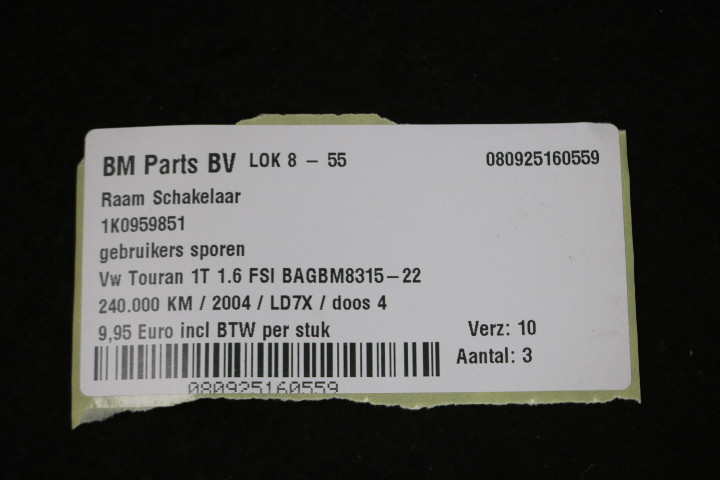 BM Parts BV LOK 8 - 55 080925160559
Raam Schakelaar
1K0959851
gebruikers sporen
Vw Touran 1T 1.6 FSI BAGBM8315-22
240.000 KM / 2004 / LD7X / doos 4
9,95 Euro incl BTW per stuk Verz: 10
Aantal: 3
080925160559